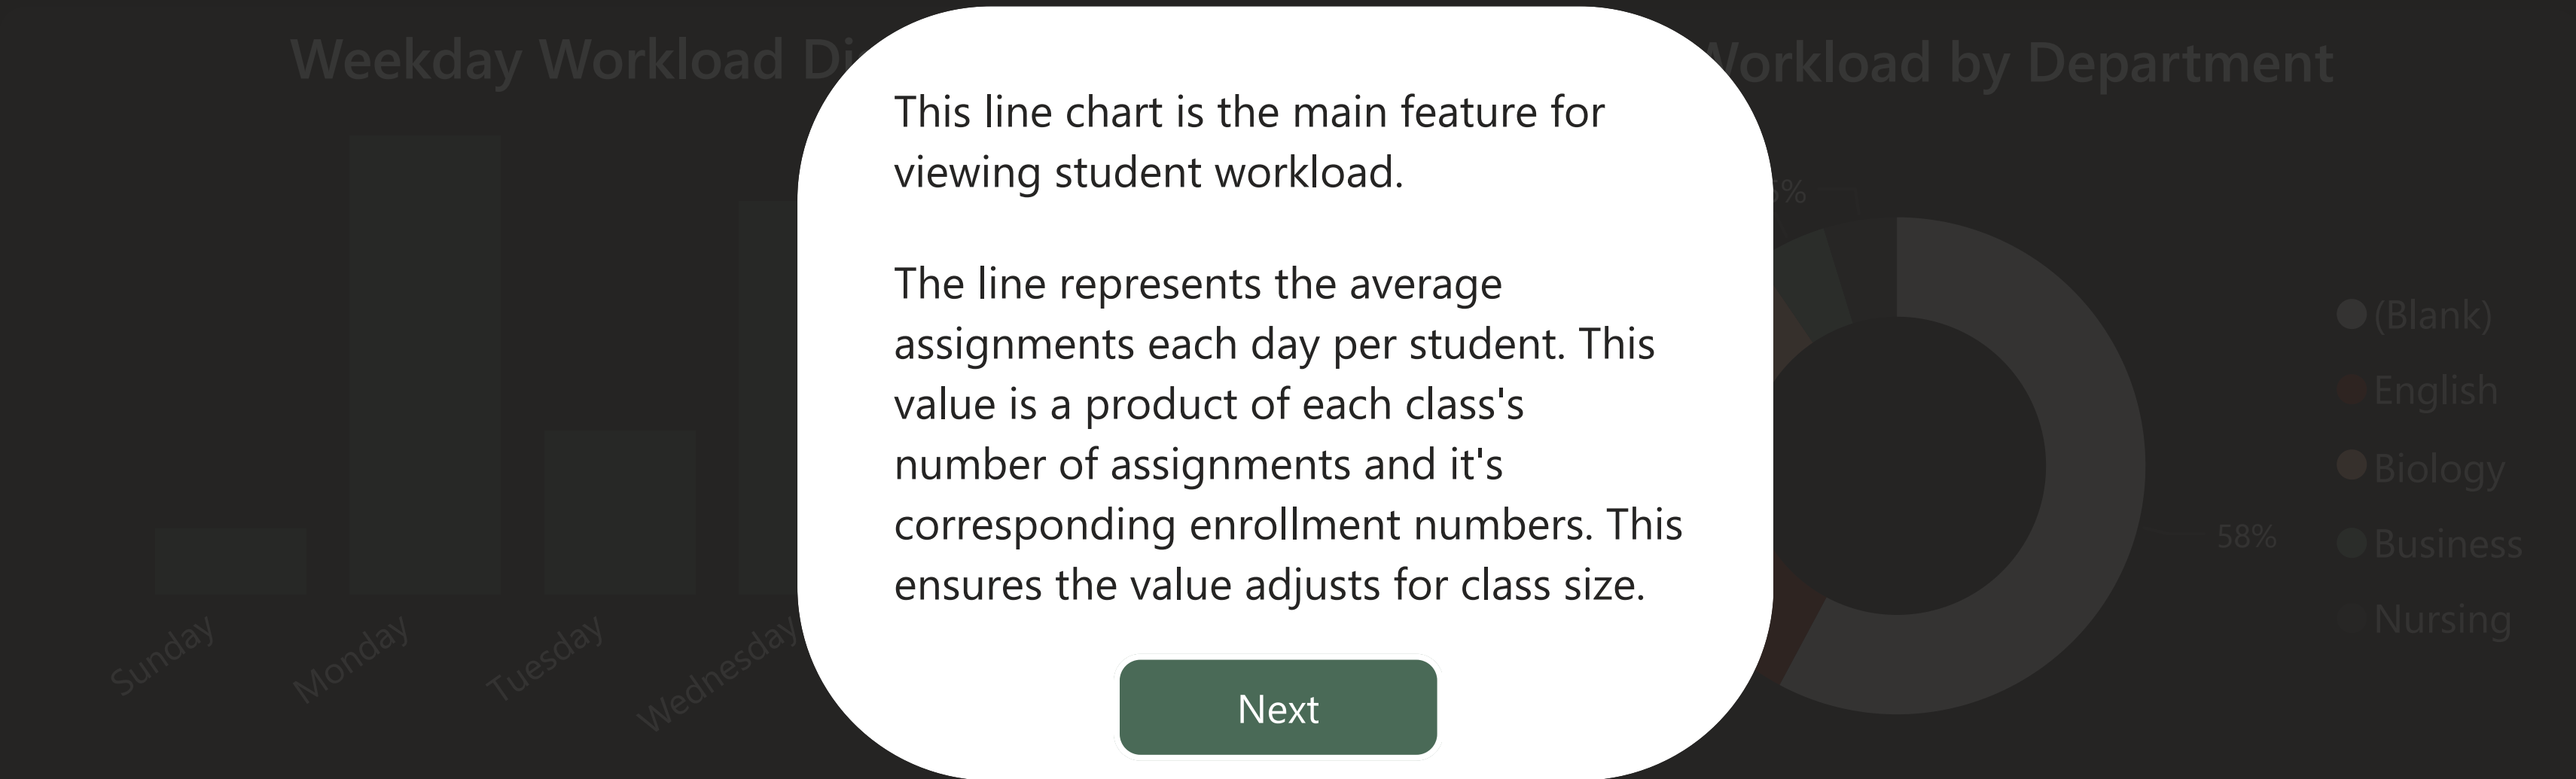 Weekday Workload Di
Workload by Department
This line chart is the main feature for
viewing student workload.
The line represents the average
assignments each day per student. This
value is a product of each class's
number of assignments and it's
corresponding enrollment numbers. This
ensures the value adjusts for class size.
Next
Sunday
Monday
Tuesday
Wednesday
58%
(Blank)
English
Biology
Business
Nursing